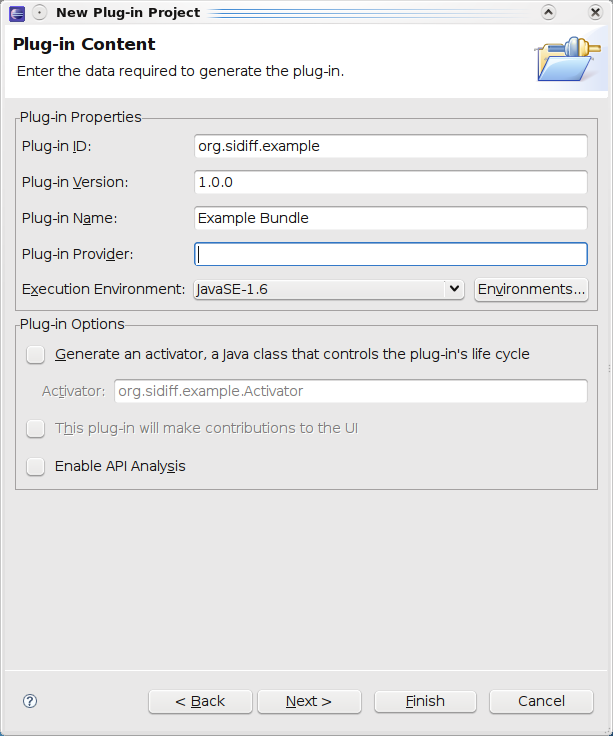 New Plug-in Project
Plug-in Content
Enter the data required to generate the plug-in.
Plug-in Properties
Plug-in ID: org.sidiff.example
Plug-in Version: 1.0.0
Plug-in Name: Example Bundle
Plug-in Provider:
Execution Environment: JavaSE-1.6 Environments...
Plug-in Options
Generate an activator, a Java class that controls the plug-in's life cycle
Activator: org.sidiff.example.Activator
This plug-in will make contributions to the UI
Enable API Analysis
? < Back Next > Finish Cancel